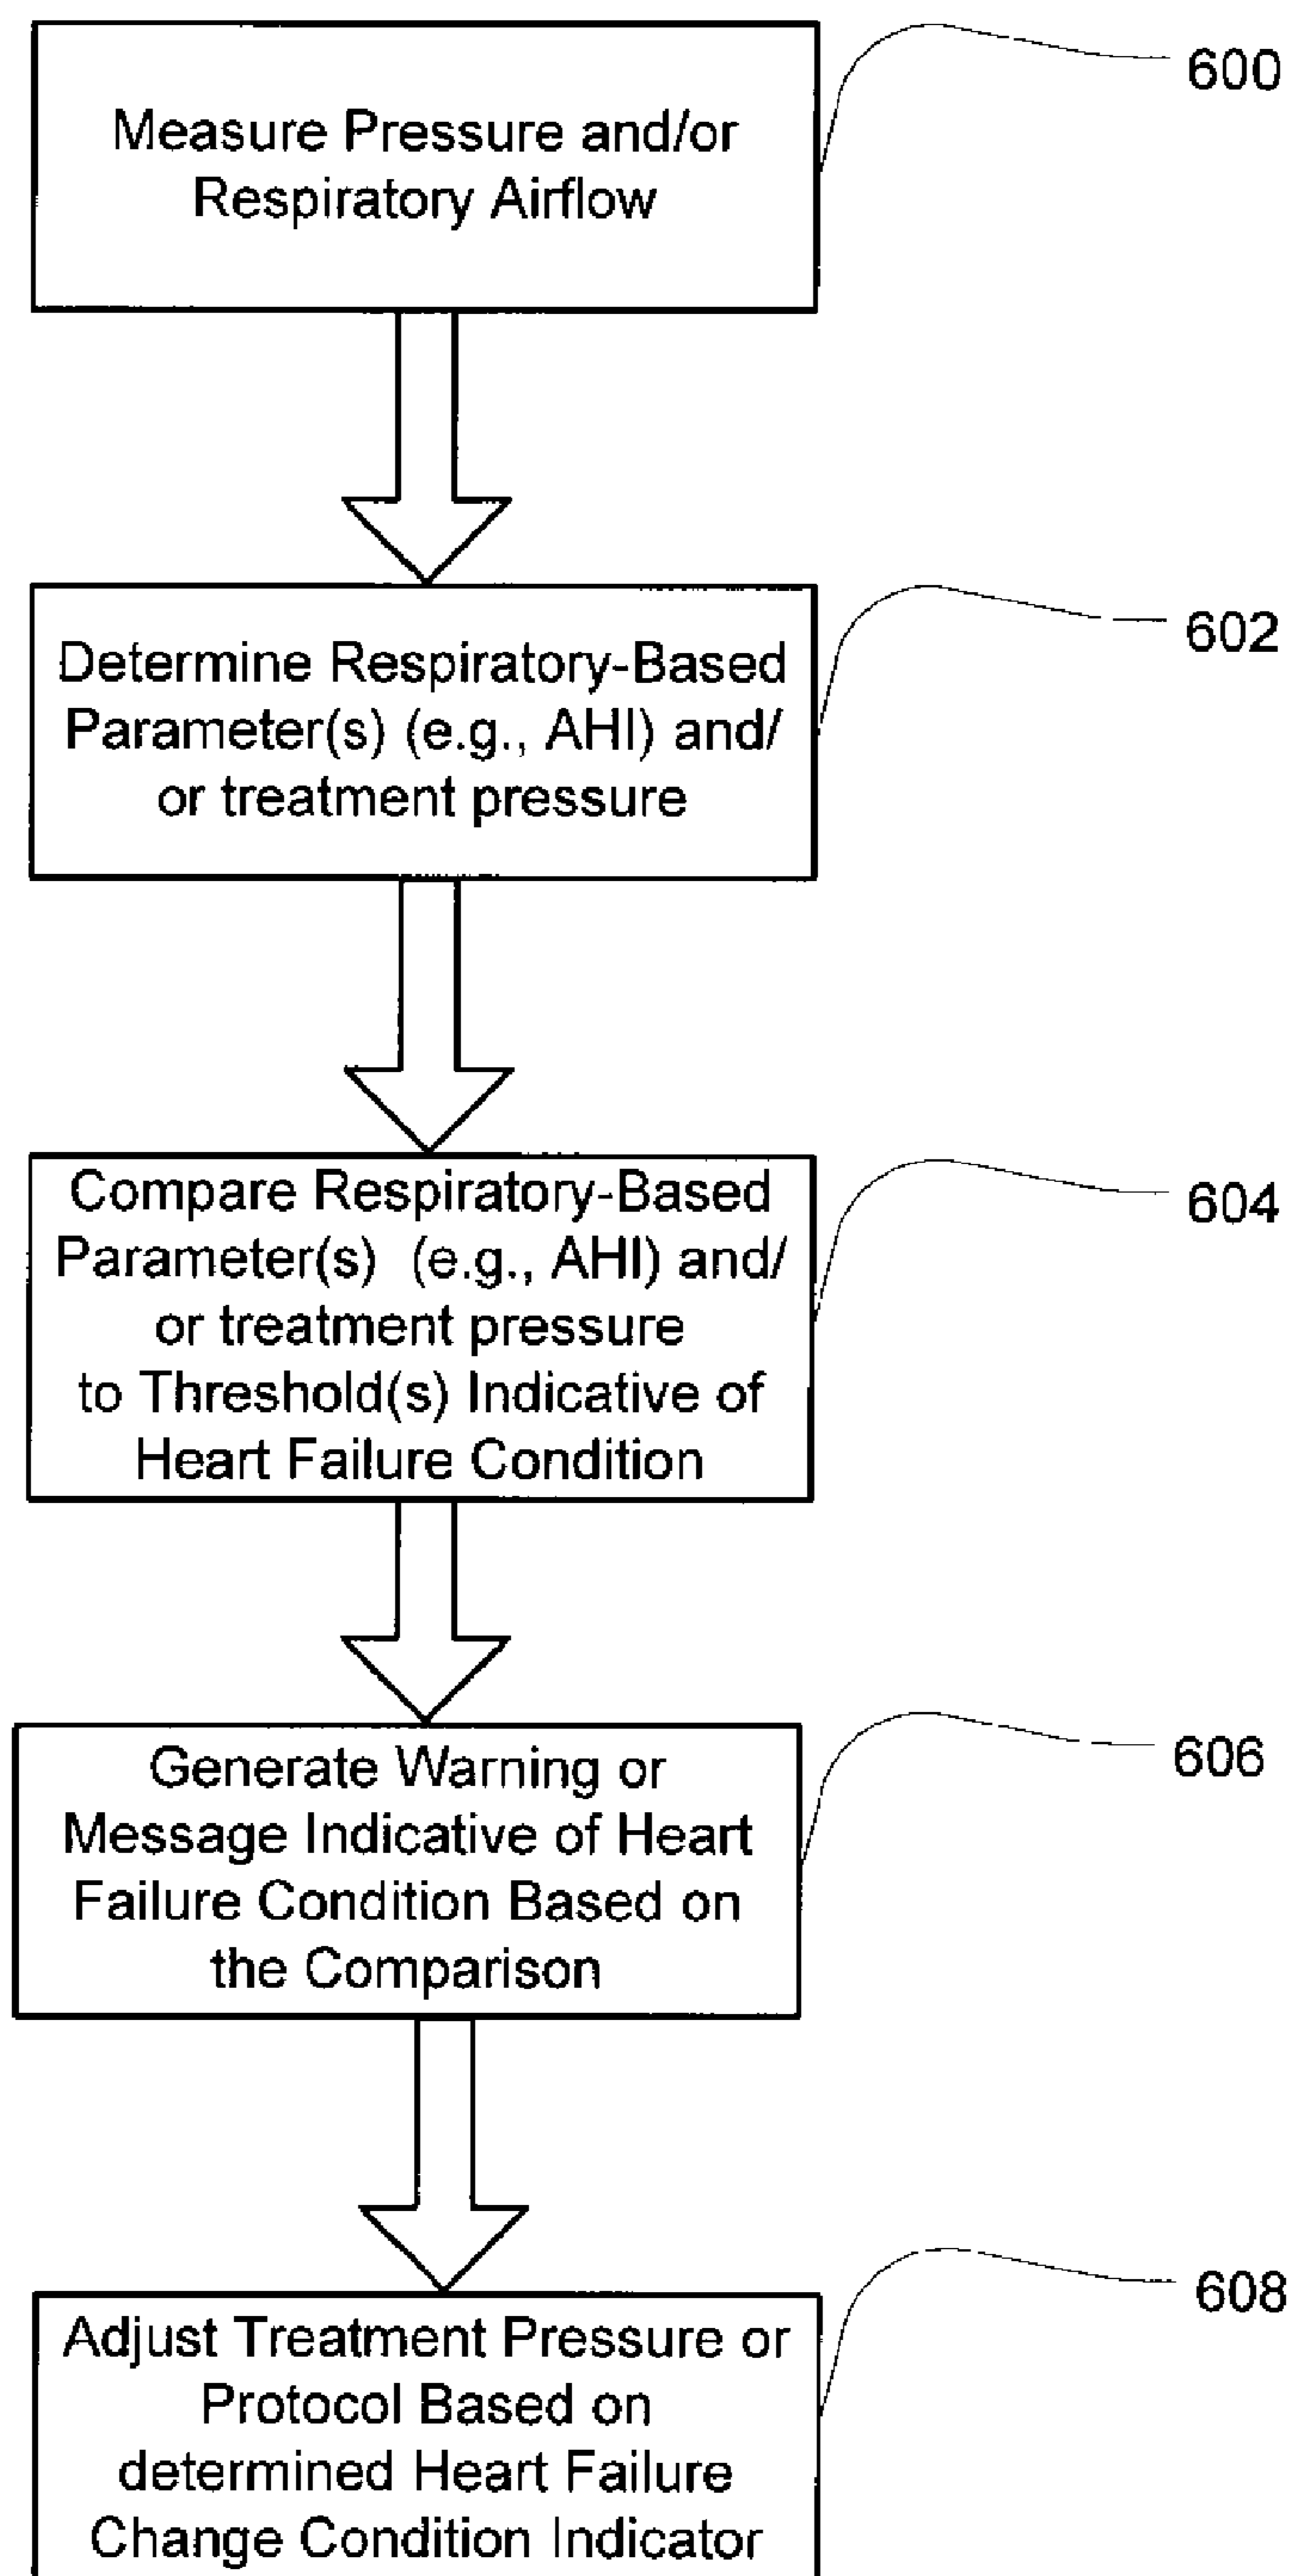 Measure Pressure and/or
Respiratory Airflow
600
Determine Respiratory-Based
Parameter(s) (e.g., AHI) and/
or treatment pressure
602
Compare Respiratory-Based
Parameter(s) (e.g., AHI) and/
or treatment pressure
to Threshold(s) Indicative of
Heart Failure Condition
604
Generate Warning or
Message Indicative of Heart
Failure Condition Based on
the Comparison
606
Adjust Treatment Pressure or
Protocol Based on
determined Heart Failure
Change Condition Indicator
608